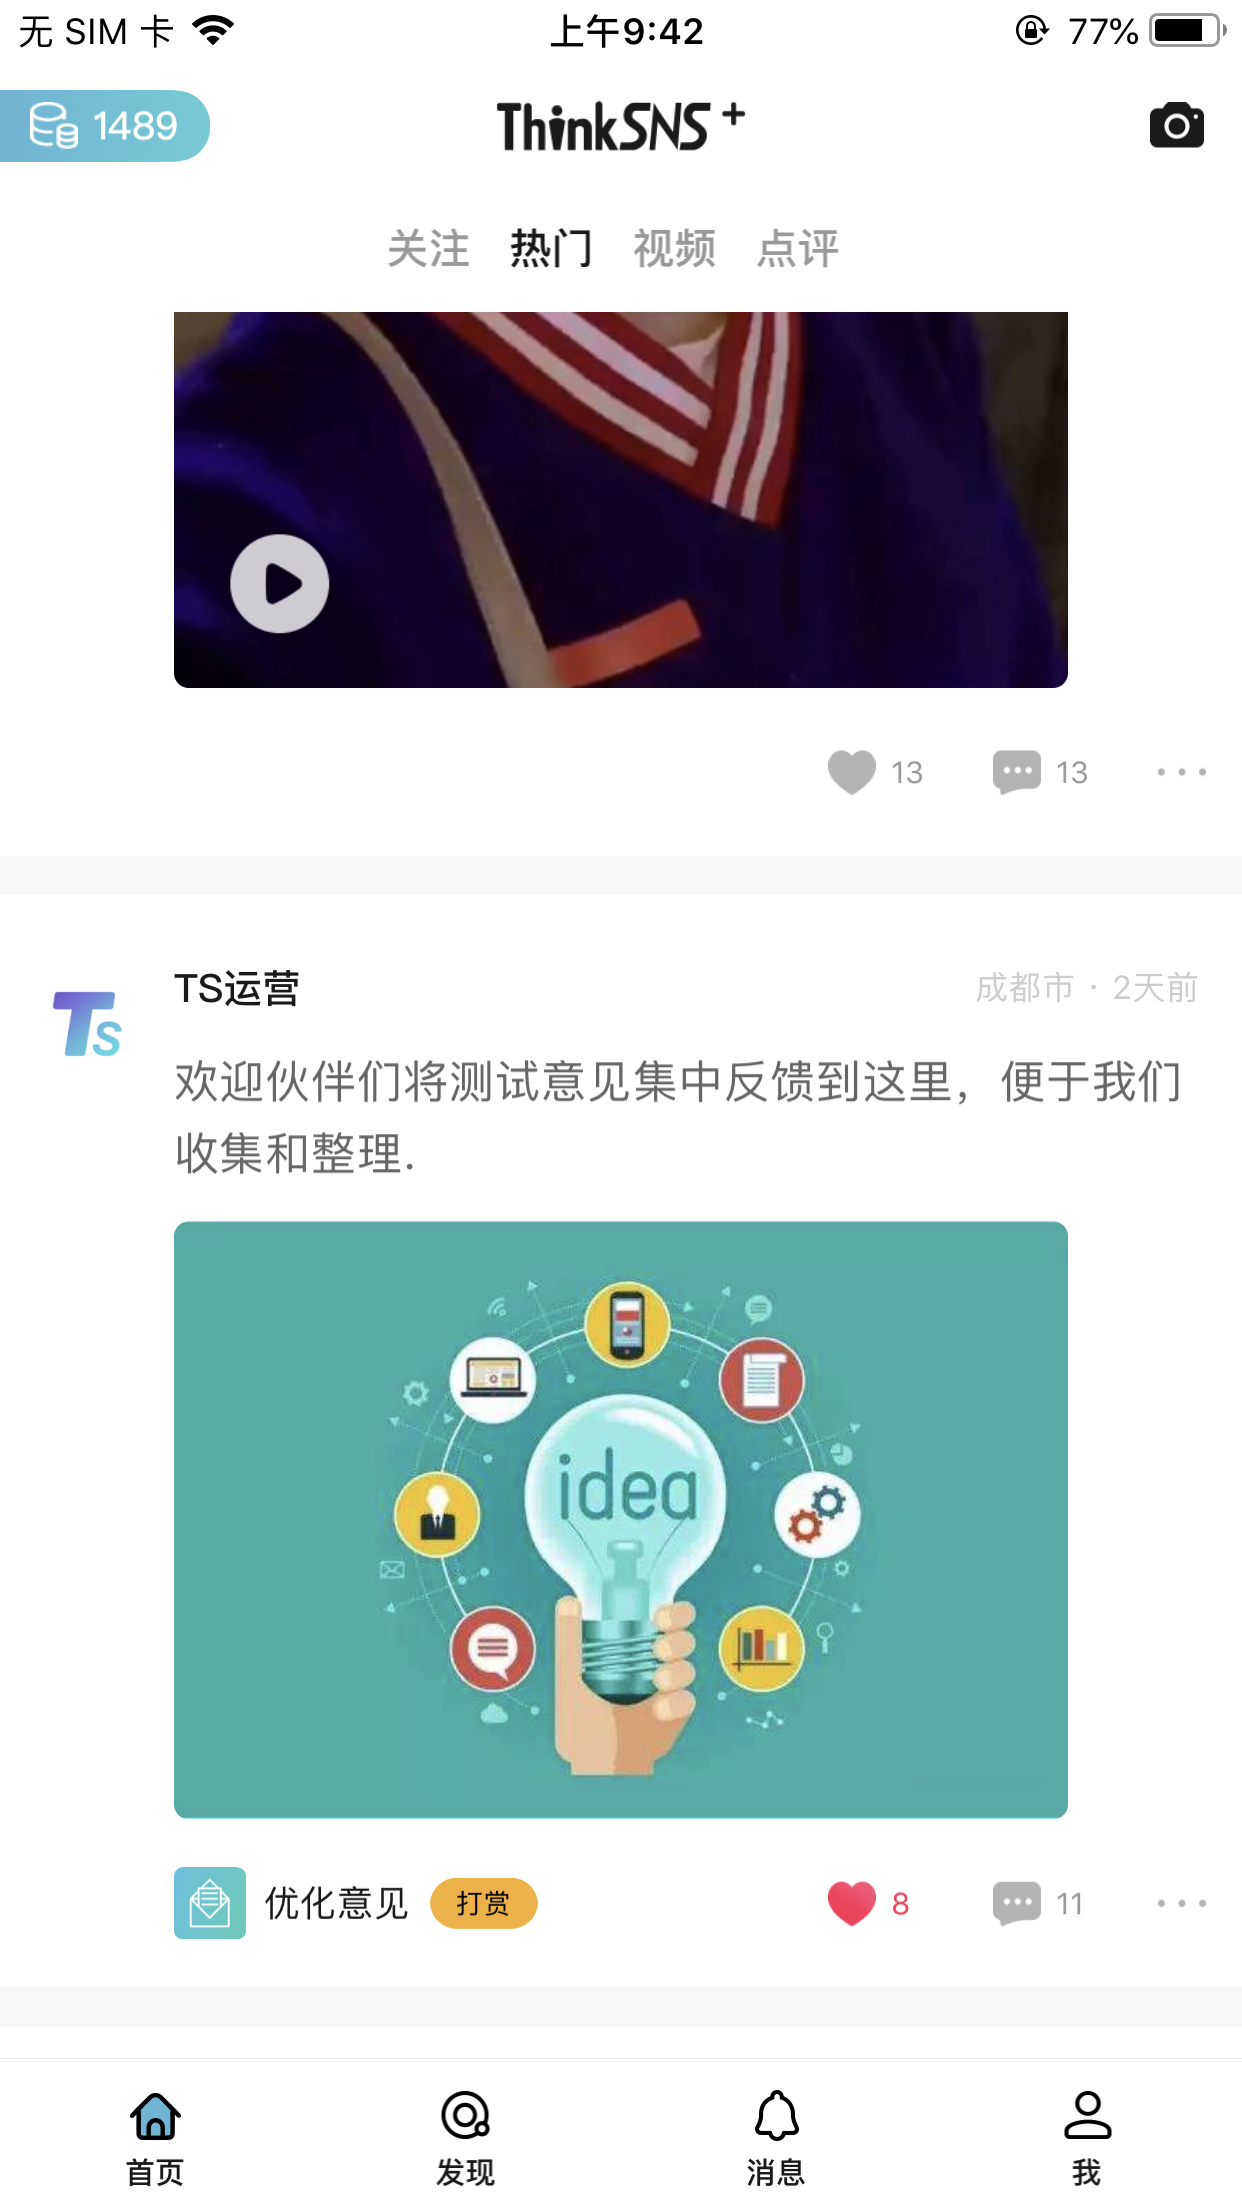 无 SIM 卡 上午9:42 77%
1489 ThinkSNS +
关注 热门 视频 点评
13 13
TS运营 成都市 · 2天前
TS
欢迎伙伴们将测试意见集中反馈到这里，便于我们
收集和整理.
idea
优化意见 打赏 8 11
首页 发现 消息 我